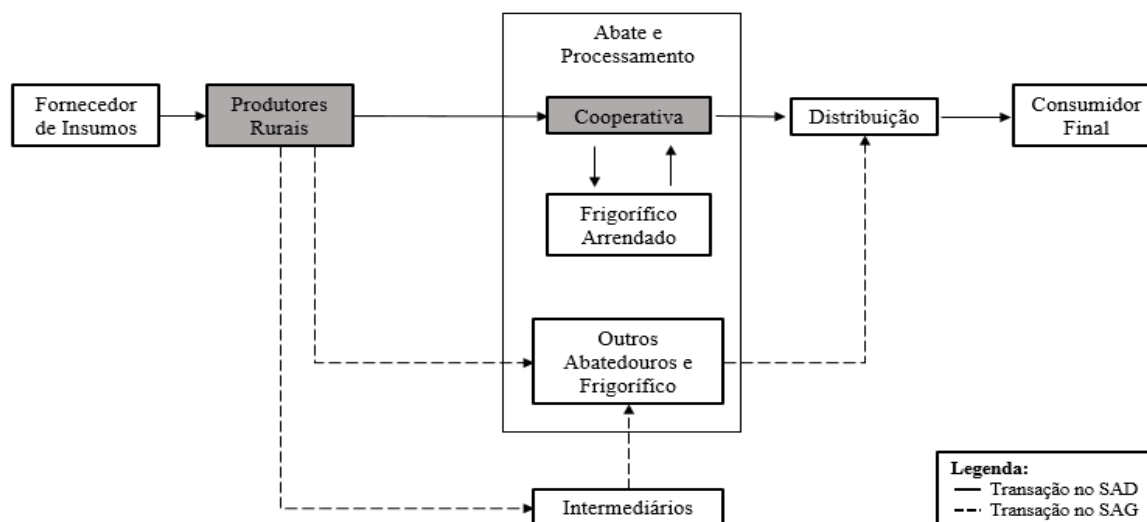 Abate e
Processamento
Fornecedor
de Insumos
Produtores
Rurais
Cooperativa
Distribuição
Consumidor
Final
Frigorífico
Arrendado
Outros
Abatedouros e
Frigorífico
Intermediários
Legenda:
Transação no SAD
Transação no SAG